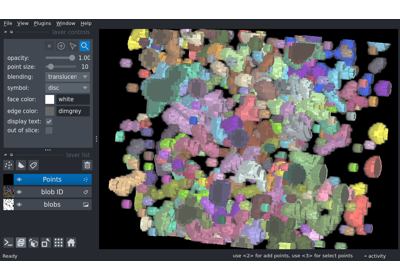 File View Plugins Window Help
layer controls
opacity: 1.00
point size: 10
blending: translucen
symbol: disc
face color: white
edge color: dimgrey
display text:
out of slice:
layer list
Points
blob ID
blobs
Ready
use <2> for add points, use <3> for select points
activity